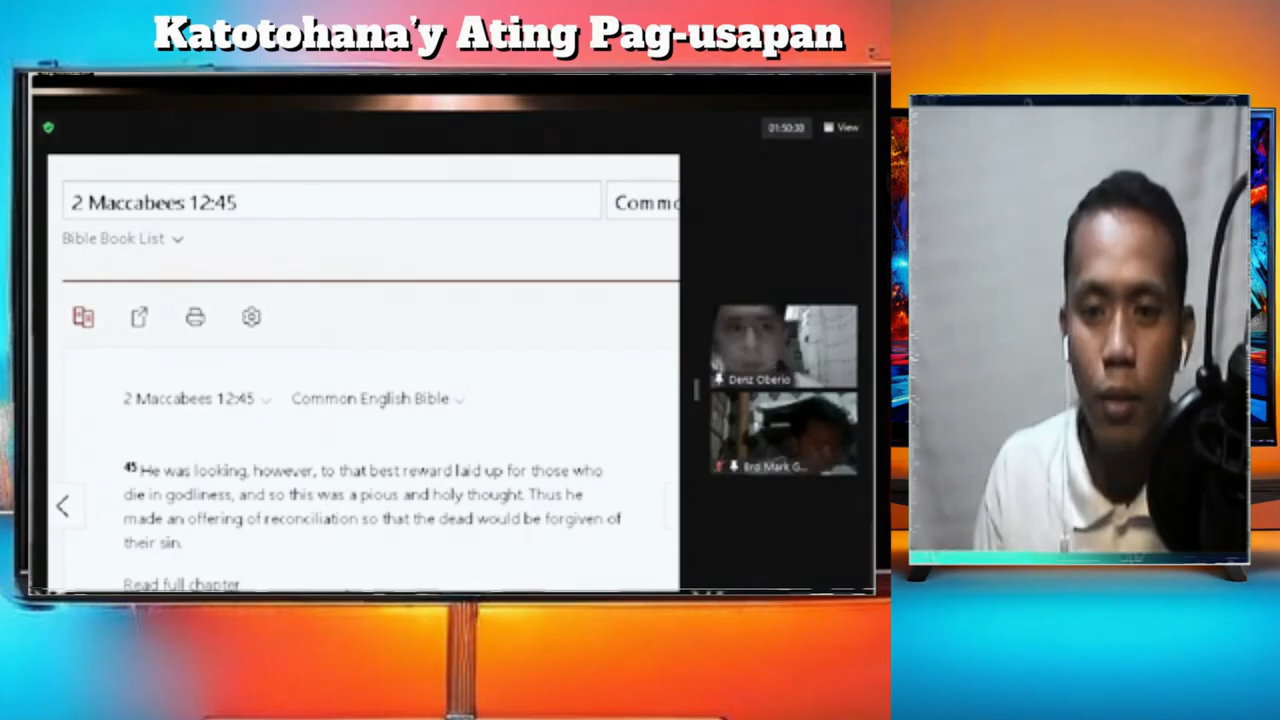 Katotohana'y Ating Pag-usapan
01:50:30
View
2 Maccabees 12:45
Bible Book List
2 Maccabees 12:45
Common English Bible
45 He was looking, however, to that best reward laid up for those who
die in godliness, and so this was a pious and holy thought. Thus he
made an offering of reconciliation so that the dead would be forgiven of
their sin.
Read full chapter
Denz Oberio
Bro Mark G...